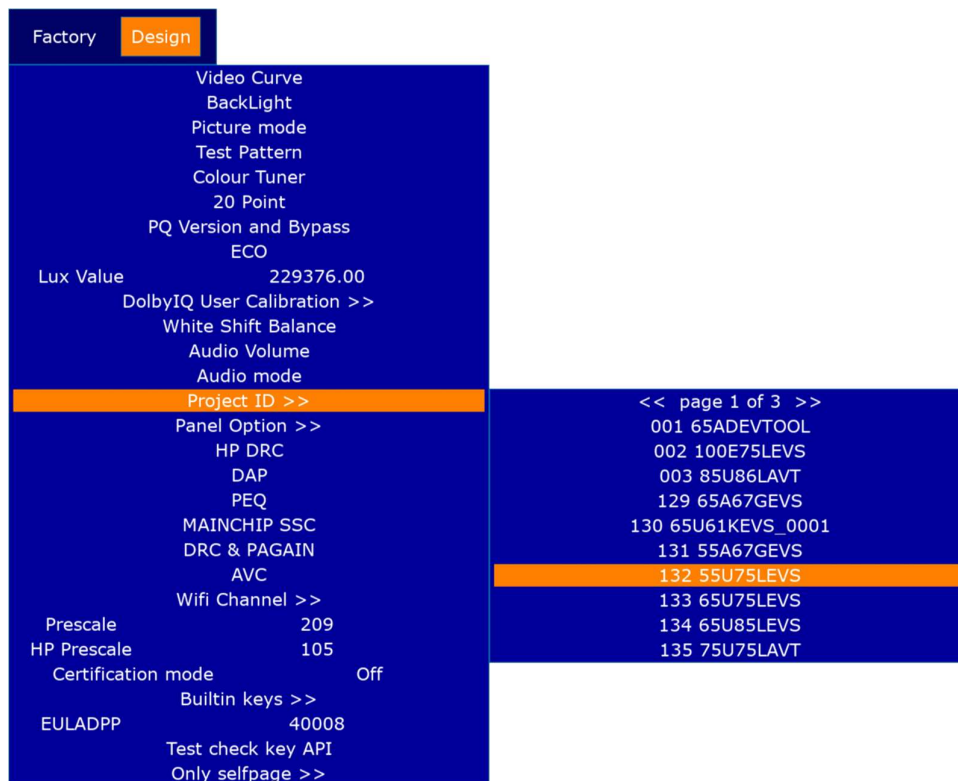 Factory Design
Video Curve
BackLight
Picture mode
Test Pattern
Colour Tuner
20 Point
PQ Version and Bypass
ECO
Lux Value 229376.00
DolbyIQ User Calibration >>
White Shift Balance
Audio Volume
Audio mode
Project ID >>
Panel Option >>
HP DRC
DAP
PEQ
MAINCHIP SSC
DRC & PAGAIN
AVC
Wifi Channel >>
Prescale 209
HP Prescale 105
Certification mode Off
Builtin keys >>
EULADPP 40008
Test check key API
Only selfpage >>
<< page 1 of 3 >>
001 65ADEVTOOL
002 100E75LEVS
003 85U86LAVT
129 65A67GEVS
130 65U61KEVS_0001
131 55A67GEVS
132 55U75LEVS
133 65U75LEVS
134 65U85LEVS
135 75U75LAVT